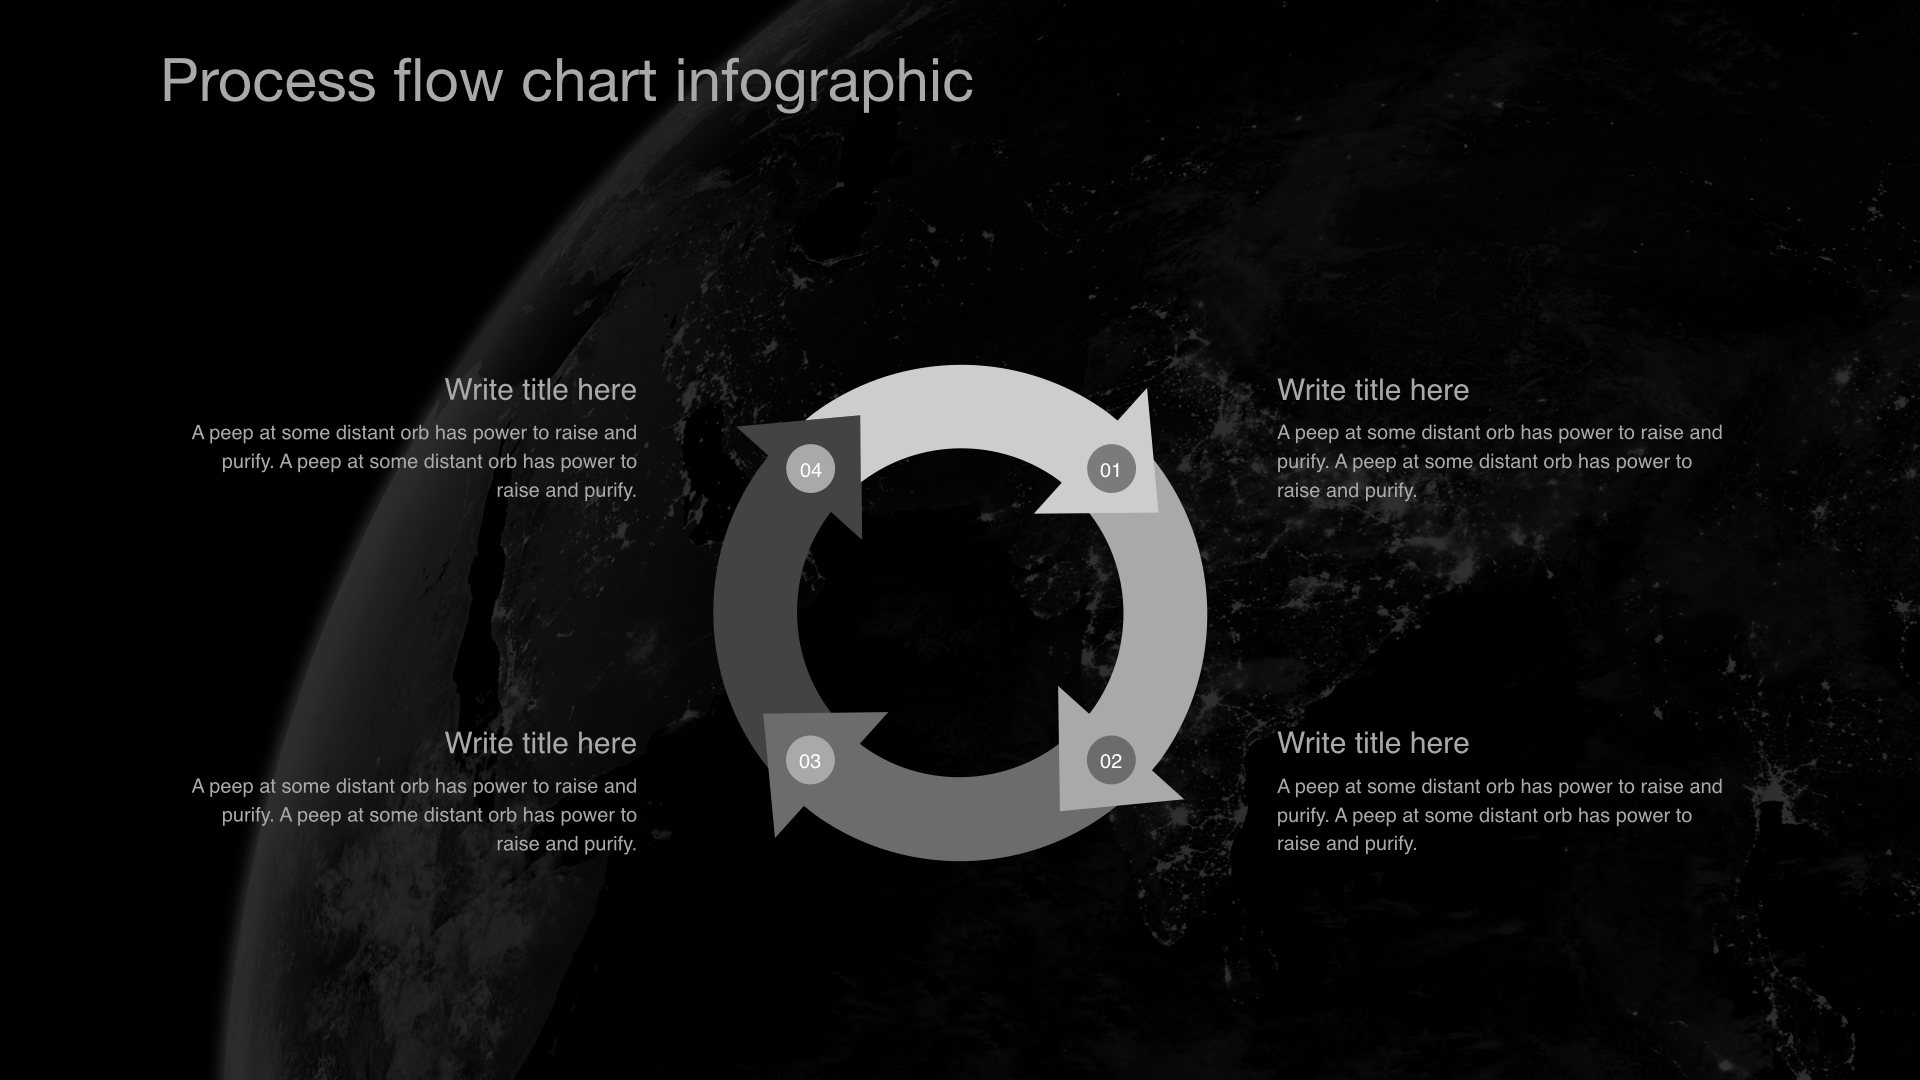 Process flow chart infographic
Write title here
A peep at some distant orb has power to raise and
purify. A peep at some distant orb has power to
raise and purify.
04
01
Write title here
A peep at some distant orb has power to raise and
purify. A peep at some distant orb has power to
raise and purify.
Write title here
A peep at some distant orb has power to raise and
purify. A peep at some distant orb has power to
raise and purify.
03
02
Write title here
A peep at some distant orb has power to raise and
purify. A peep at some distant orb has power to
raise and purify.